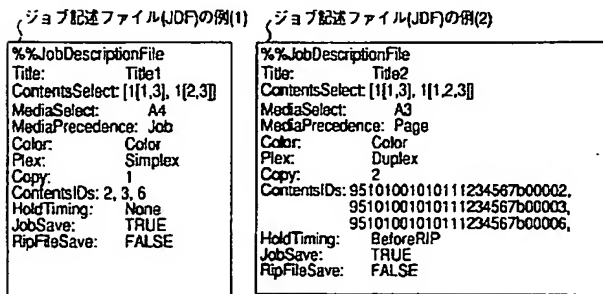 ジョブ記述ファイル(JDF)の例(1)
%%JobDescriptionFile
Title: Title1
ContentsSelect: [1[1,3], 1[2,3]]
MediaSelect: A4
MediaPrecedence: Job
Color: Color
Plex: Simplex
Copy: 1
ContentsIDs: 2, 3, 6
HoldTiming: None
JobSave: TRUE
RipFileSave: FALSE
ジョブ記述ファイル(JDF)の例(2)
%%JobDescriptionFile
Title: Title2
ContentsSelect: [1[1,3], 1[1,2,3]]
MediaSelect: A3
MediaPrecedence: Page
Color: Color
Plex: Duplex
Copy: 2
ContentsIDs: 95101001010111234567b00002,
95101001010111234567b00003,
95101001010111234567b00006,
HoldTiming: BeforeRIP
JobSave: TRUE
RipFileSave: FALSE